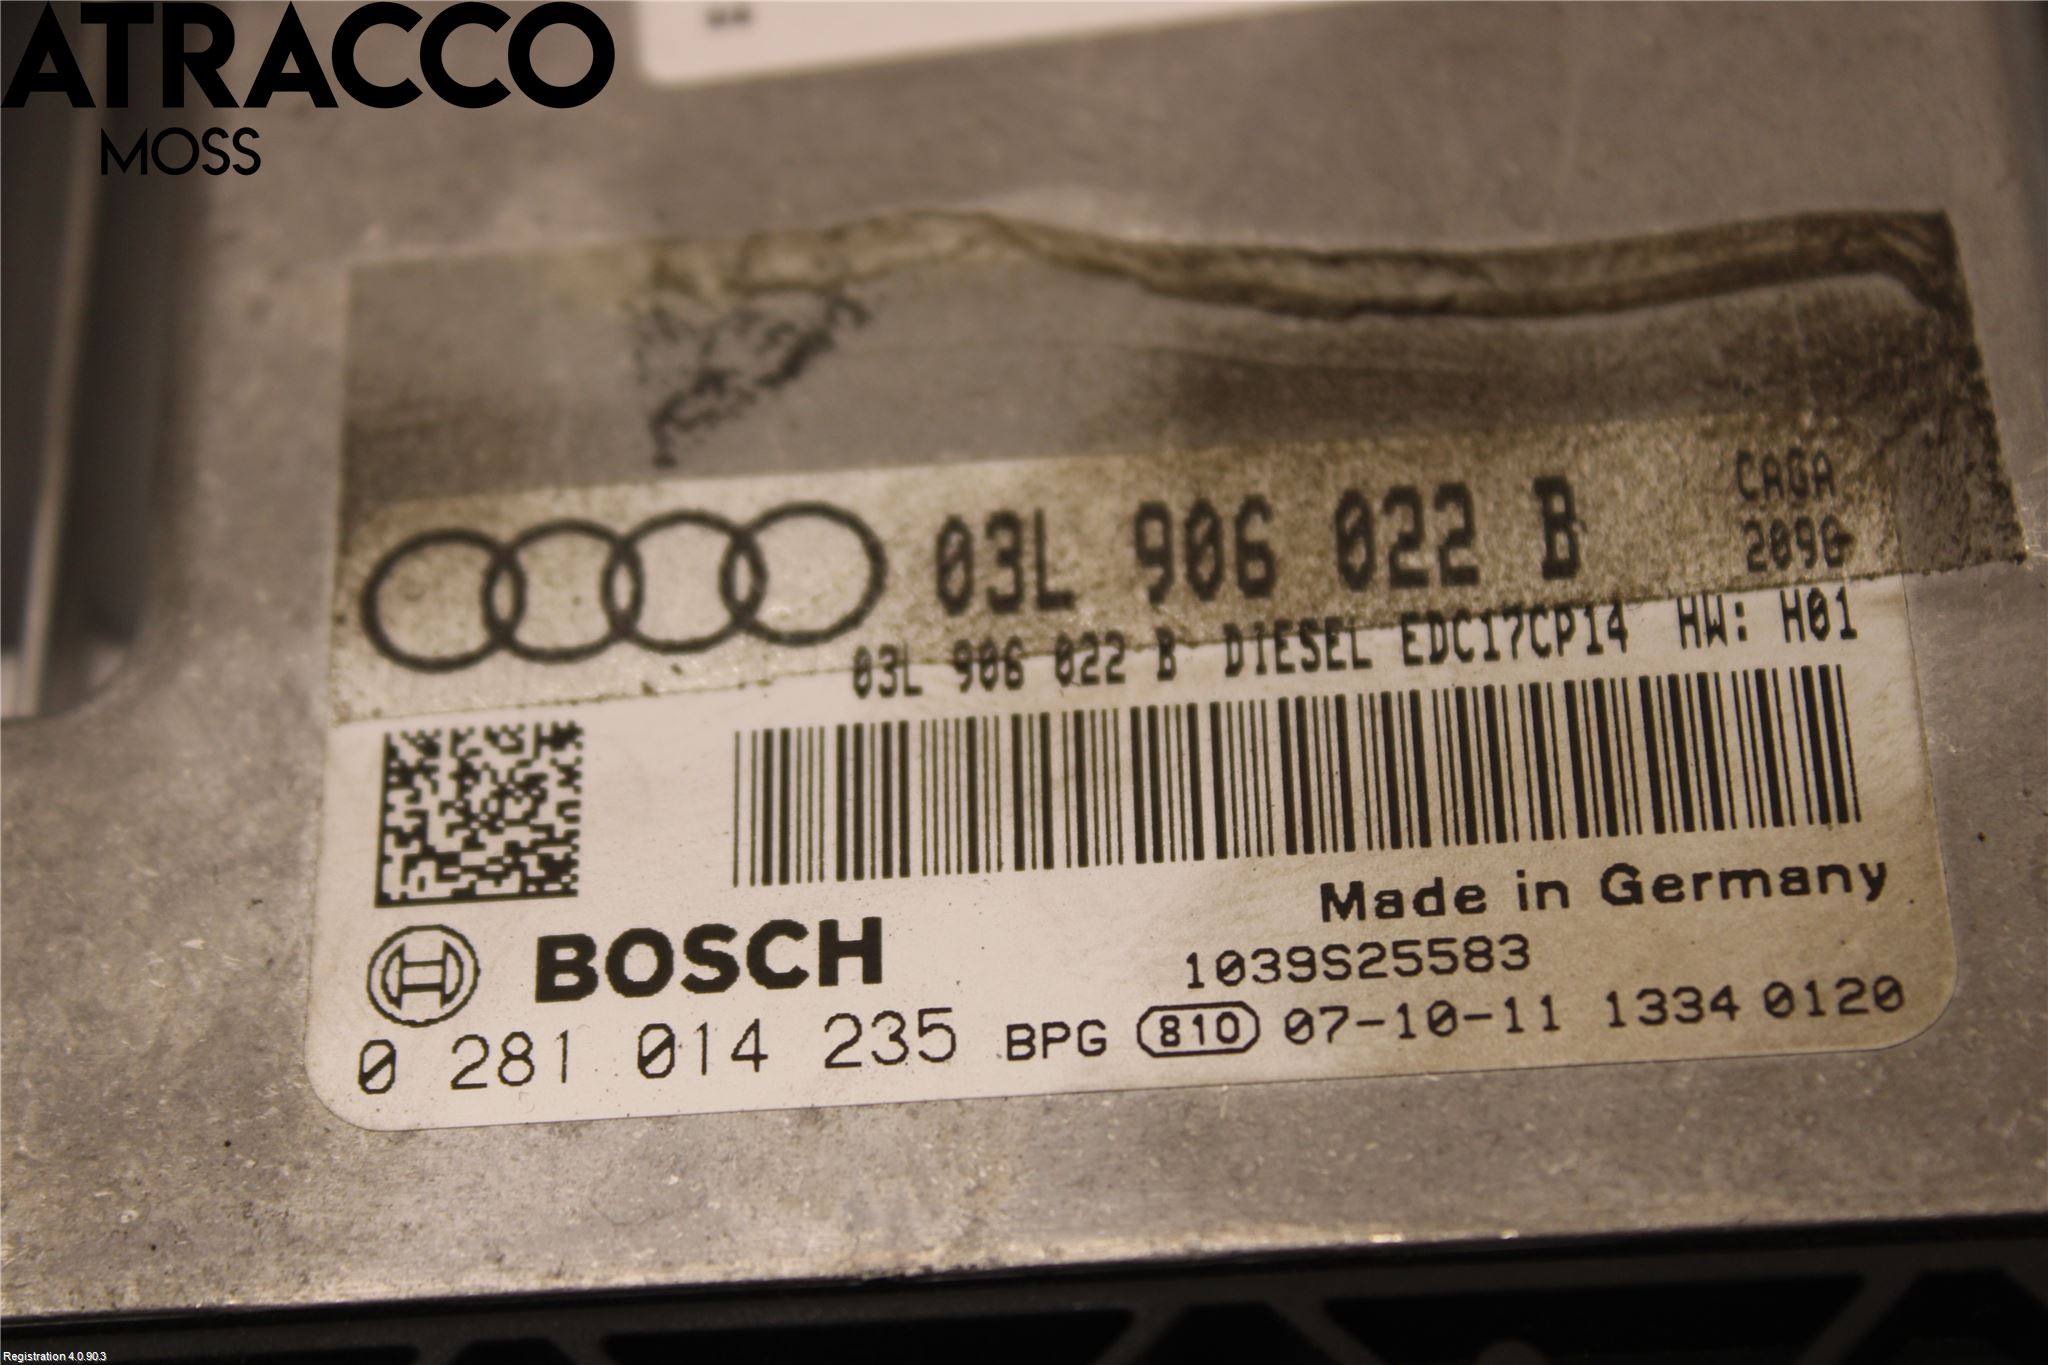 ATRACCO
MOSS
03L 906 022 B
CAGA
2090
03L 906 022 B DIESEL EDC17CP14 HW: H01
Made in Germany
BOSCH
1039S25583
0 281 014 235 BPG 810 07-10-11 1334 0120
Registration 4.0.90.3